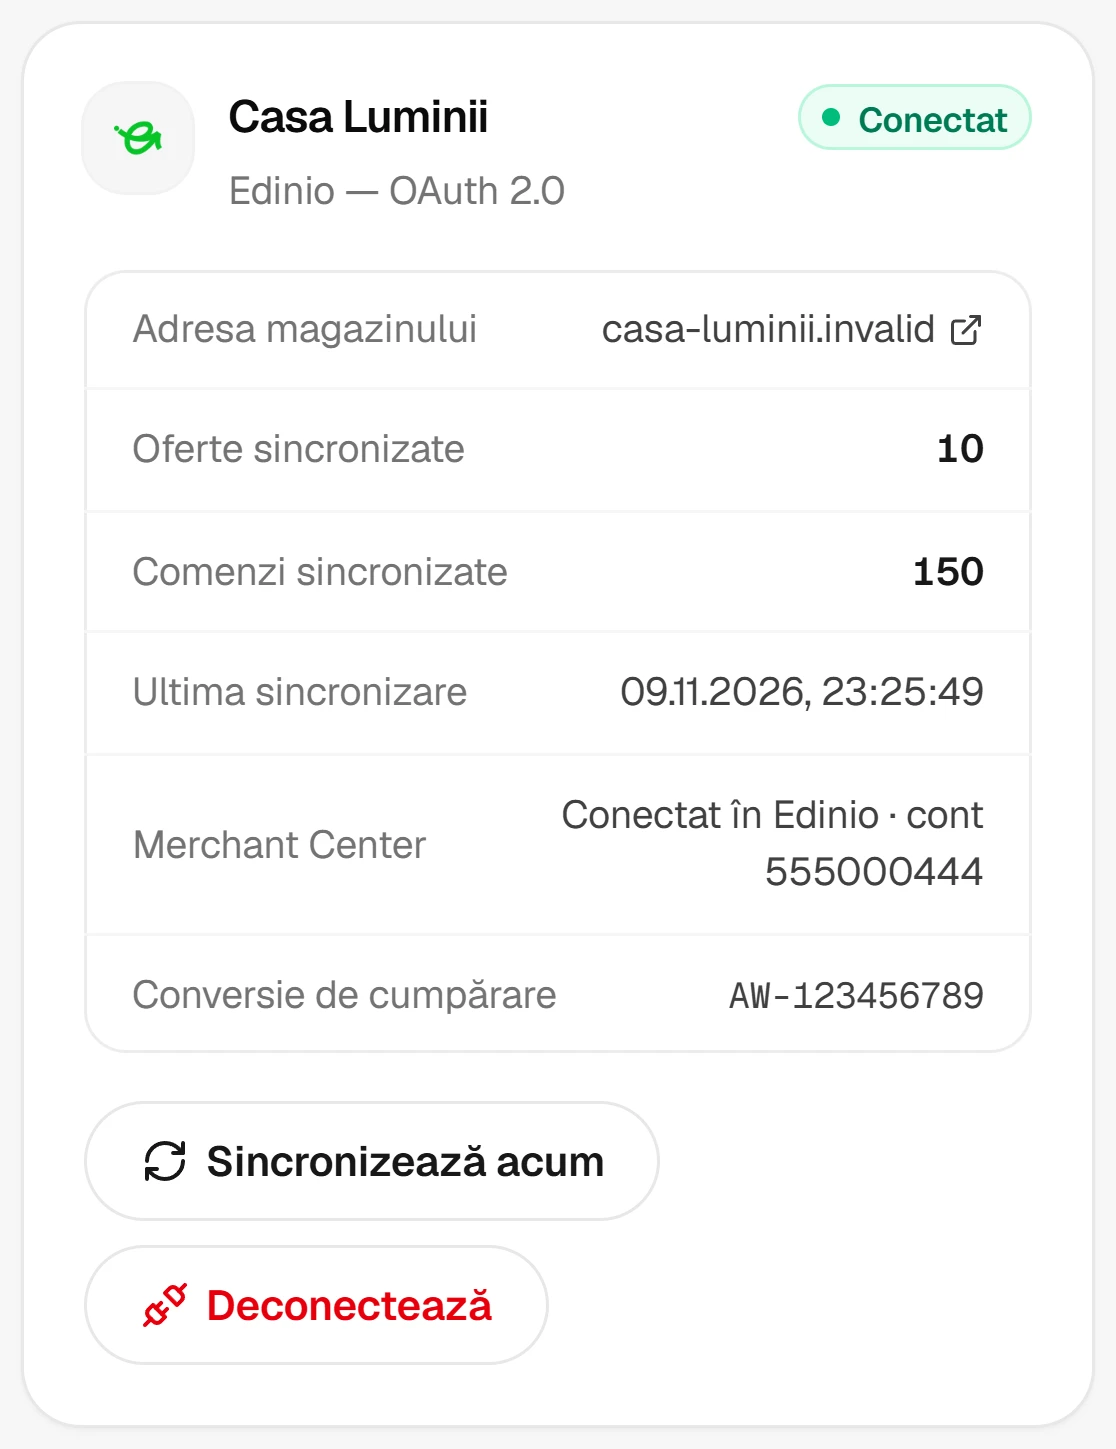 Casa Luminii
Conectat
Edinio — OAuth 2.0
Adresa magazinului casa-luminii.invalid
Oferte sincronizate 10
Comenzi sincronizate 150
Ultima sincronizare 09.11.2026, 23:25:49
Merchant Center Conectat în Edinio · cont
555000444
Conversie de cumpărare AW-123456789
Sincronizează acum
Deconectează